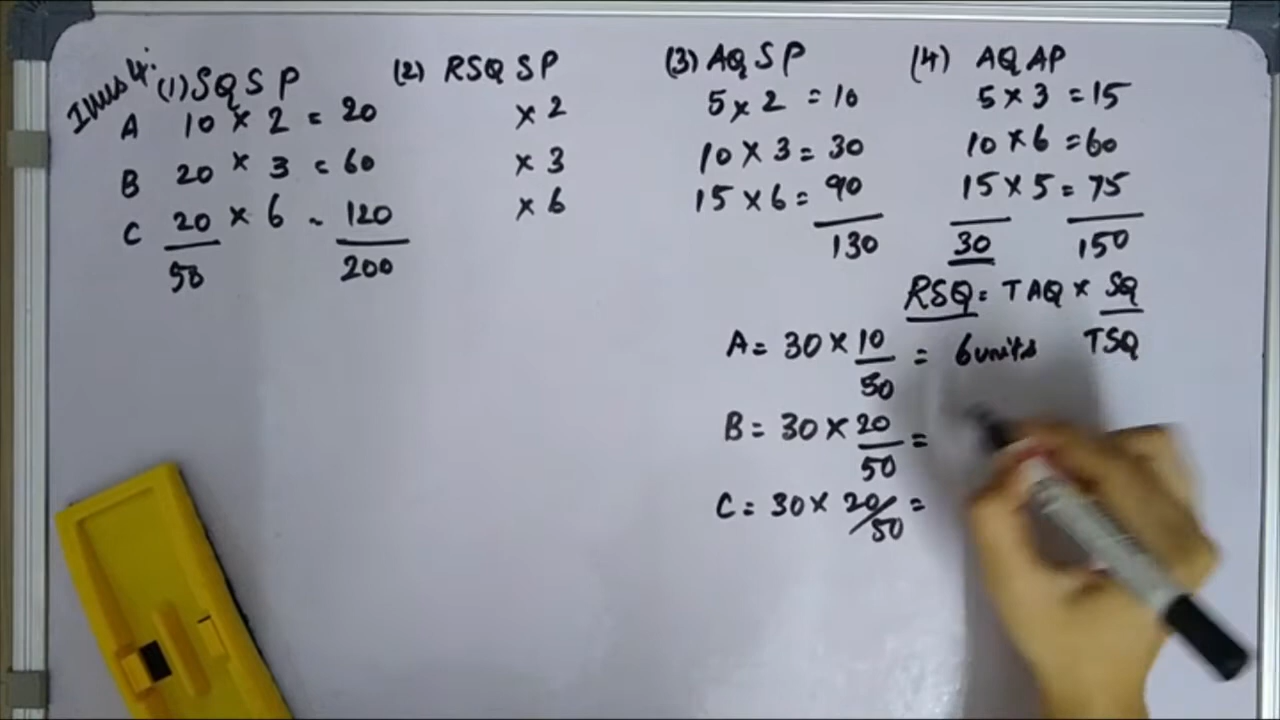 Illus 4:
(1) SQ SP (2) RSQ SP (3) AQ SP (4) AQ AP
A 10 × 2 = 20 × 2 5 × 2 = 10 5 × 3 = 15
B 20 × 3 = 60 × 3 10 × 3 = 30 10 × 6 = 60
C 20 × 6 = 120 × 6 15 × 6 = 90 15 × 5 = 75
50 200 130 30 150
RSQ = TAQ × SQ/TSQ
A = 30 × 10/50 = 6 units
B = 30 × 20/50 =
C = 30 × 20/50 =